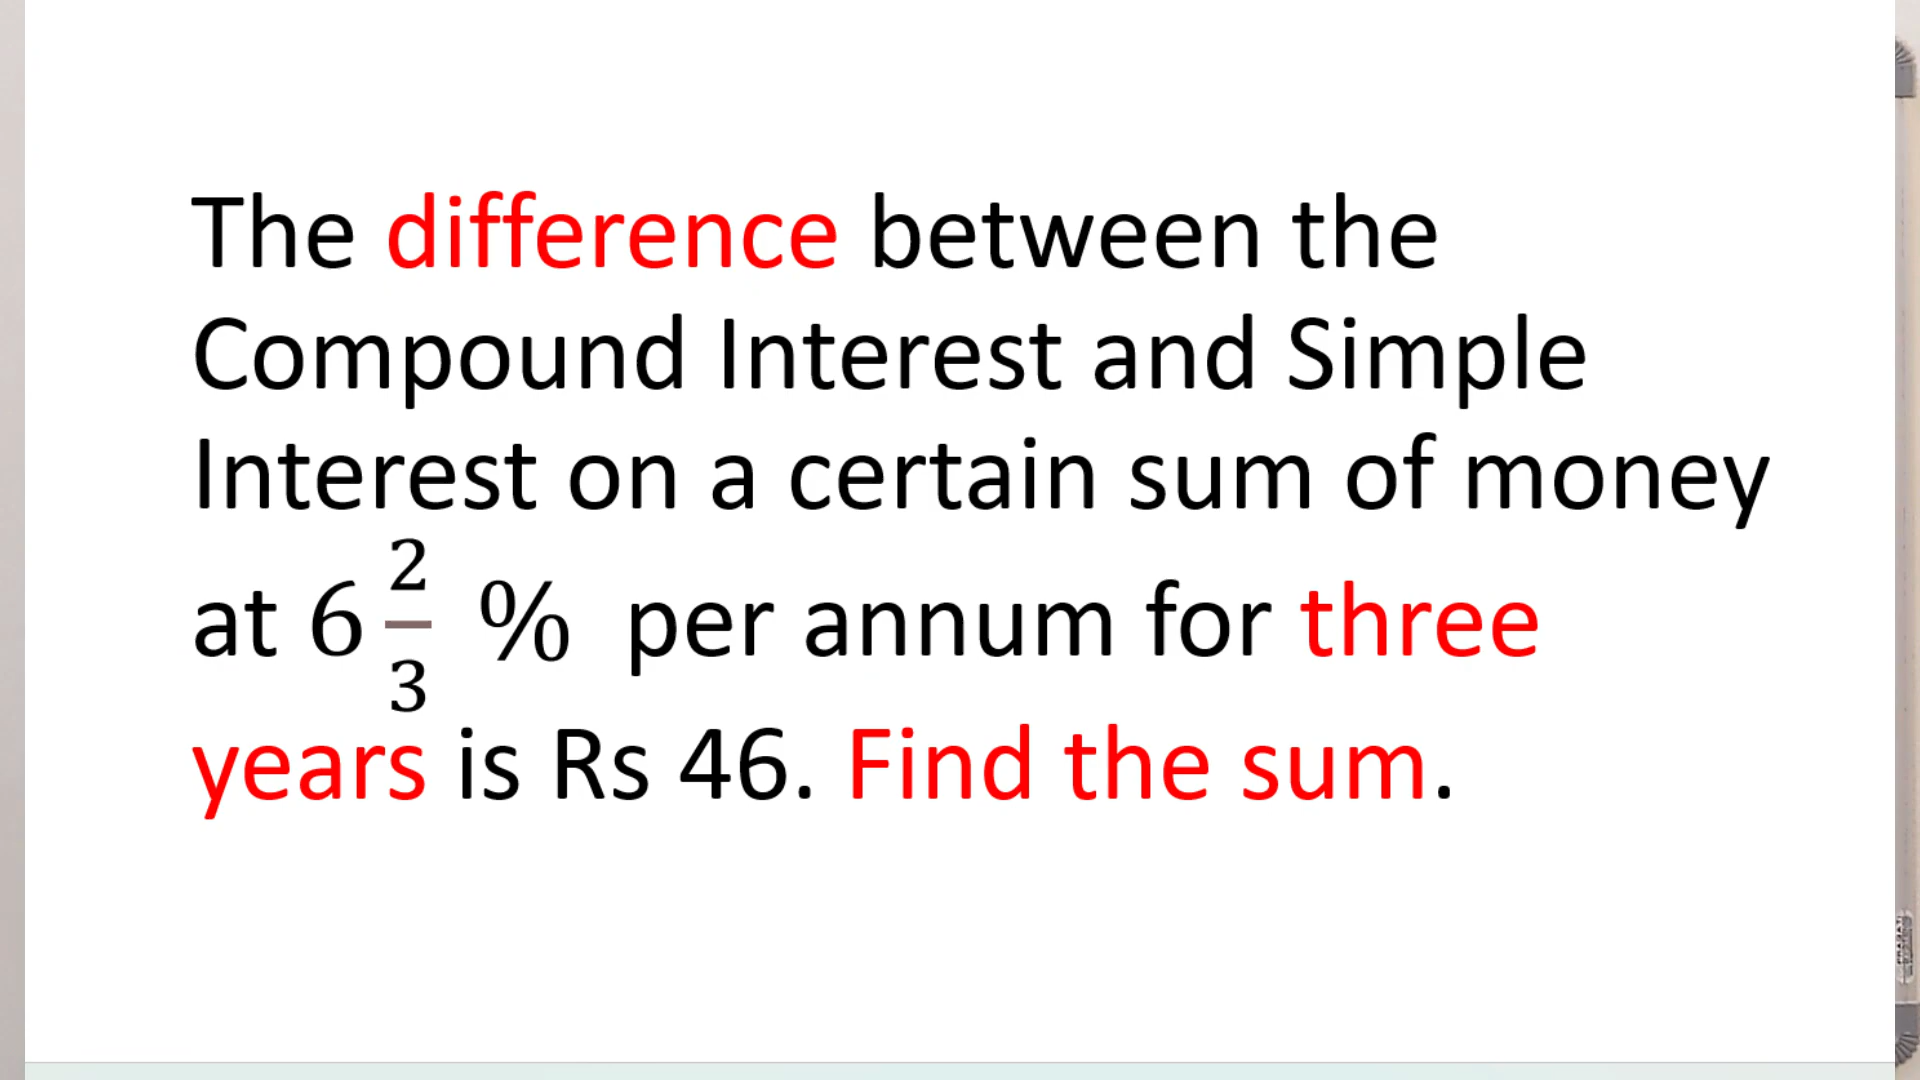 The difference between the
Compound Interest and Simple
Interest on a certain sum of money
at 6 2/3 % per annum for three
years is Rs 46. Find the sum.